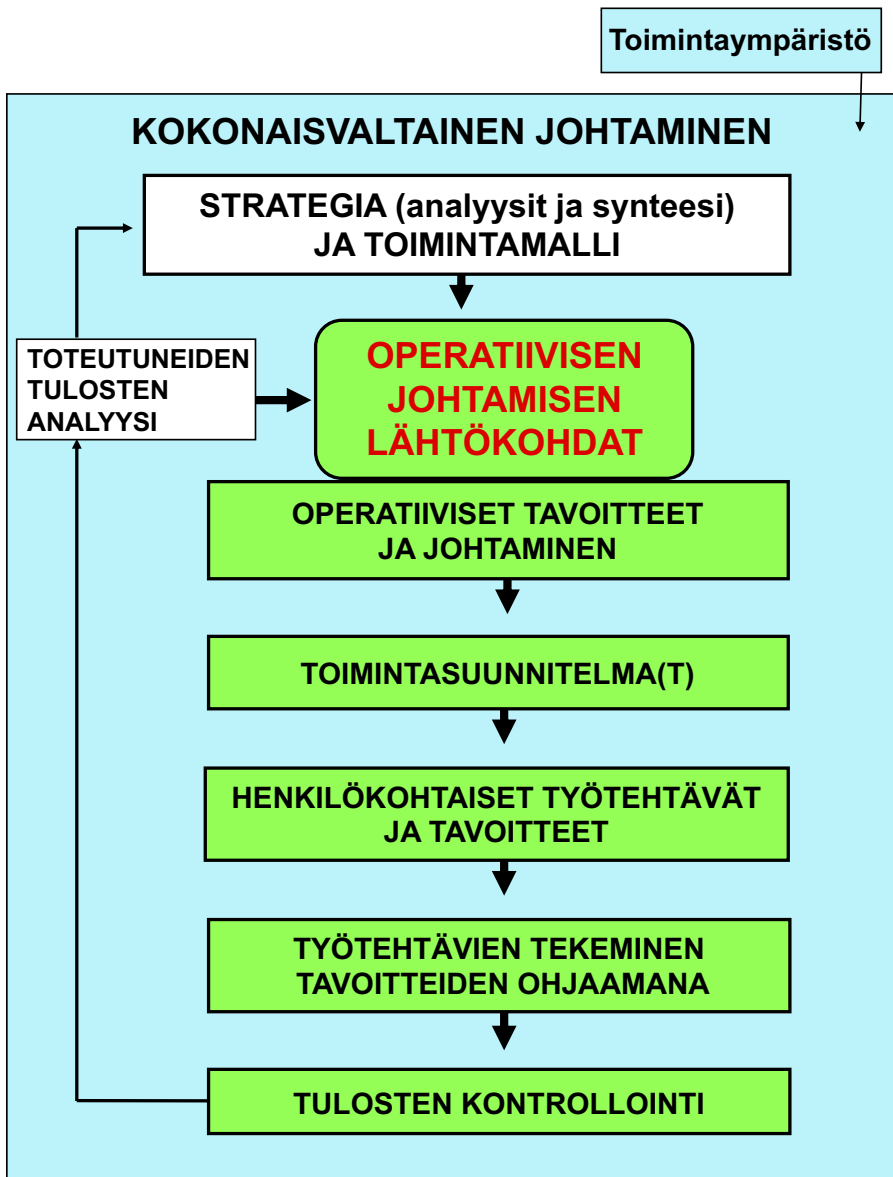 Toimintaympäristö
KOKONAISVALTAINEN JOHTAMINEN
STRATEGIA (analyysit ja synteesi)
JA TOIMINTAMALLI
TOTEUTUNEIDEN
TULOSTEN
ANALYYSI
OPERATIIVISEN
JOHTAMISEN
LÄHTÖKOHDAT
OPERATIIVISET TAVOITTEET
JA JOHTAMINEN
TOIMINTASUUNNITELMA(T)
HENKILÖKOHTAISET TYÖTEHTÄVÄT
JA TAVOITTEET
TYÖTEHTÄVIEN TEKEMINEN
TAVOITTEIDEN OHJAAMANA
TULOSTEN KONTROLLOINTI